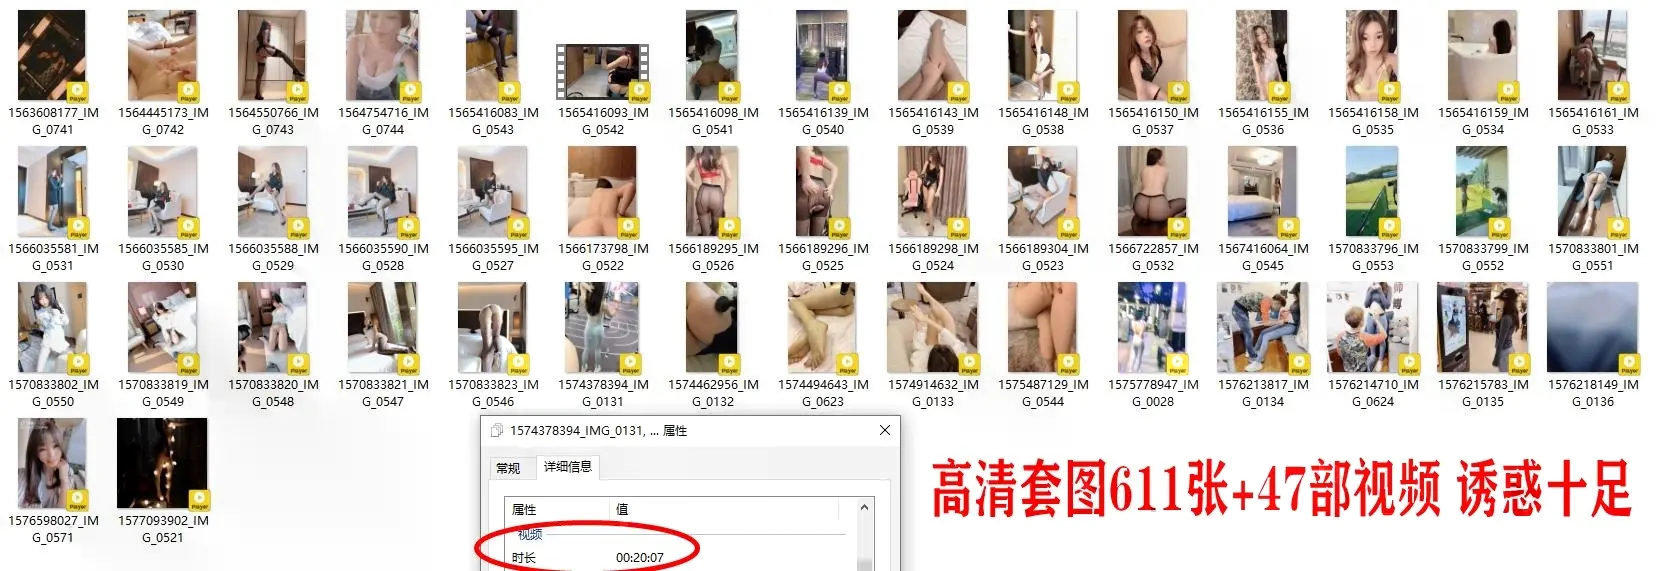 1563608177_IM 1564445173_IM 1564550766_IM 1564754716_IM 1565416083_IM 1565416093_IM 1565416098_IM 1565416139_IM 1565416143_IM 1565416148_IM 1565416150_IM 1565416155_IM 1565416158_IM 1565416159_IM 1565416161_IM
G_0741 G_0742 G_0743 G_0744 G_0543 G_0542 G_0541 G_0540 G_0539 G_0538 G_0537 G_0536 G_0535 G_0534 G_0533
1566035581_IM 1566035585_IM 1566035588_IM 1566035590_IM 1566035595_IM 1566173798_IM 1566189295_IM 1566189296_IM 1566189298_IM 1566189304_IM 1566722857_IM 1567416064_IM 1570833796_IM 1570833799_IM 1570833801_IM
G_0531 G_0530 G_0529 G_0528 G_0527 G_0522 G_0526 G_0525 G_0524 G_0523 G_0532 G_0545 G_0553 G_0552 G_0551
1570833802_IM 1570833819_IM 1570833820_IM 1570833821_IM 1570833823_IM 1574378394_IM 1574462956_IM 1574494643_IM 1574914632_IM 1575487129_IM 1575778947_IM 1576213817_IM 1576214710_IM 1576215783_IM 1576218149_IM
G_0550 G_0549 G_0548 G_0547 G_0546 G_0131 G_0132 G_0623 G_0133 G_0544 G_0028 G_0134 G_0624 G_0135 G_0136
1576598027_IM 1577093902_IM
G_0571 G_0521
1574378394_IMG_0131, ... 属性
常规 详细信息
属性 值
视频
时长 00:20:07
高清套图611张+47部视频 诱惑十足